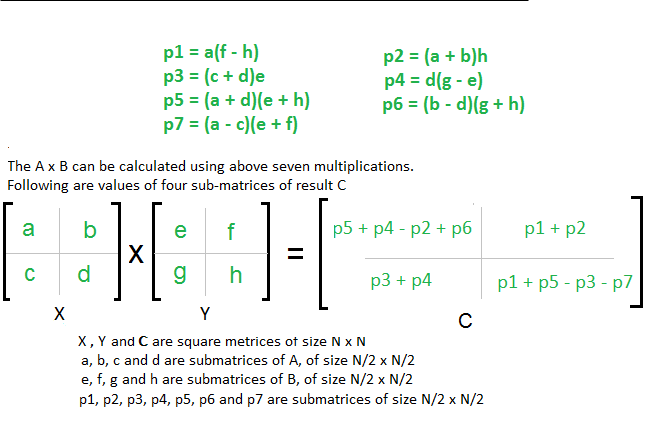 p1 = a(f - h)
p2 = (a + b)h
p3 = (c + d)e
p4 = d(g - e)
p5 = (a + d)(e + h)
p6 = (b - d)(g + h)
p7 = (a - c)(e + f)
The A x B can be calculated using above seven multiplications.
Following are values of four sub-matrices of result C
a b e f p5 + p4 - p2 + p6 p1 + p2
X =
c d g h p3 + p4 p1 + p5 - p3 - p7
X Y C
X , Y and C are square metrices of size N x N
a, b, c and d are submatrices of A, of size N/2 x N/2
e, f, g and h are submatrices of B, of size N/2 x N/2
p1, p2, p3, p4, p5, p6 and p7 are submatrices of size N/2 x N/2